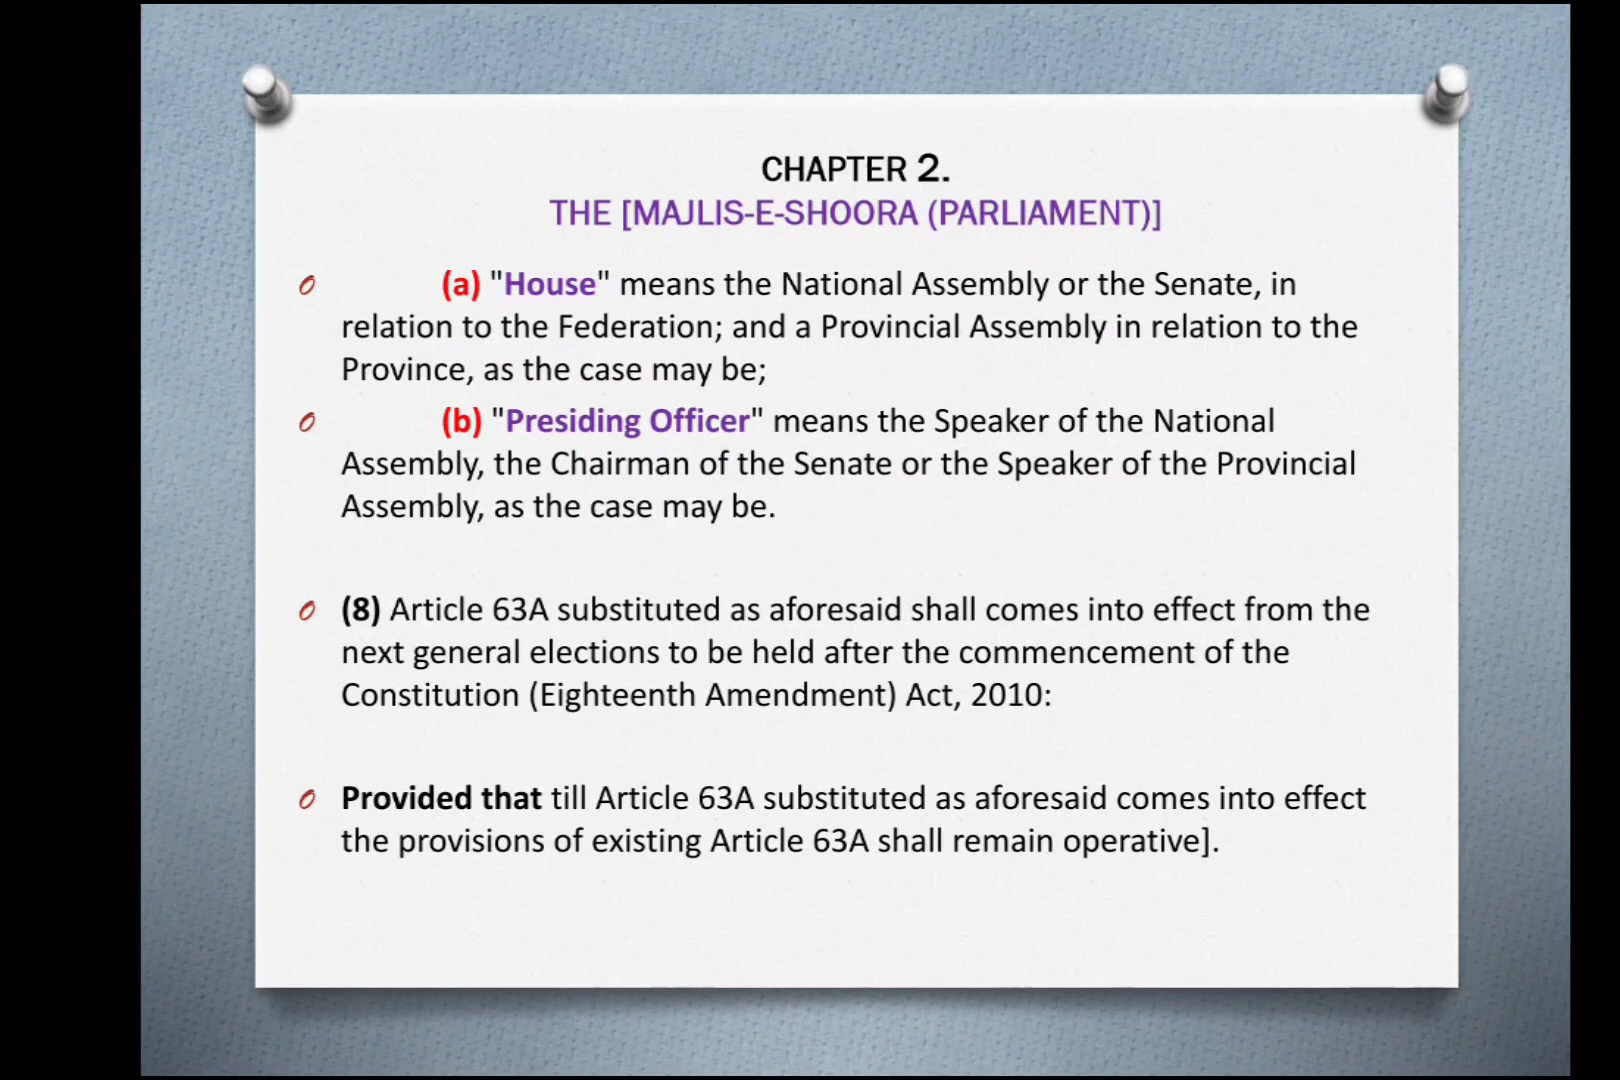 CHAPTER 2.
THE [MAJLIS-E-SHOORA (PARLIAMENT)]
(a) "House" means the National Assembly or the Senate, in
relation to the Federation; and a Provincial Assembly in relation to the
Province, as the case may be;
(b) "Presiding Officer" means the Speaker of the National
Assembly, the Chairman of the Senate or the Speaker of the Provincial
Assembly, as the case may be.
(8) Article 63A substituted as aforesaid shall comes into effect from the
next general elections to be held after the commencement of the
Constitution (Eighteenth Amendment) Act, 2010:
Provided that till Article 63A substituted as aforesaid comes into effect
the provisions of existing Article 63A shall remain operative].